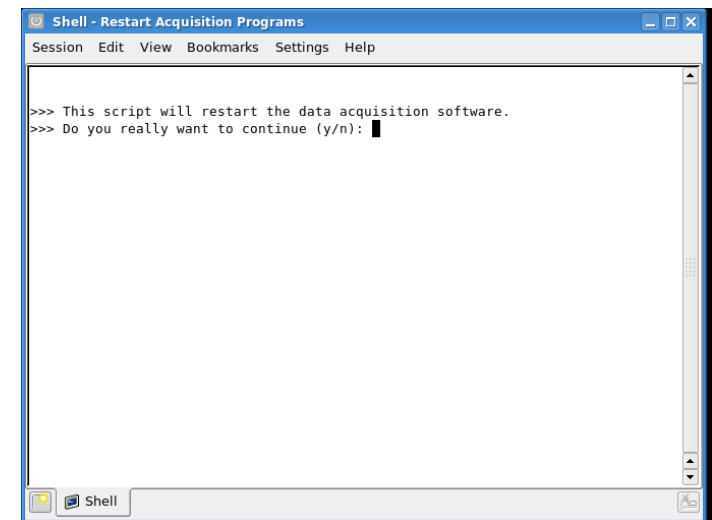 Shell - Restart Acquisition Programs
Session Edit View Bookmarks Settings Help
>>> This script will restart the data acquisition software.
>>> Do you really want to continue (y/n):
Shell